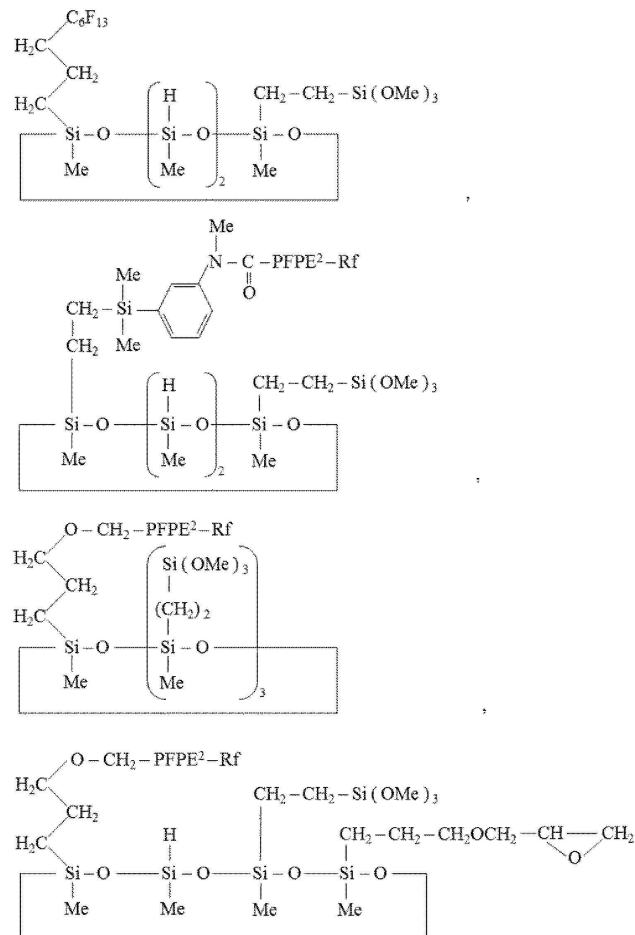 C₆F₁₃
H₂C
CH₂
H₂C
H
CH₂–CH₂–Si(OMe)₃
Si–O Si O Si–O
Me Me Me
2
,
Me
N–C–PFPE²–Rf
O
Me
CH₂–Si
CH₂ Me
H CH₂–CH₂–Si(OMe)₃
Si–O Si O Si–O
Me Me Me
2
,
O–CH₂–PFPE²–Rf
H₂C
Si(OMe)₃
CH₂
H₂C (CH₂)₂
Si–O Si–O
Me Me
3
,
O–CH₂–PFPE²–Rf
H₂C
CH₂–CH₂–Si(OMe)₃
CH₂
H₂C H CH₂–CH₂–CH₂OCH₂–CH–CH₂
O
Si–O Si–O Si–O Si–O
Me Me Me Me